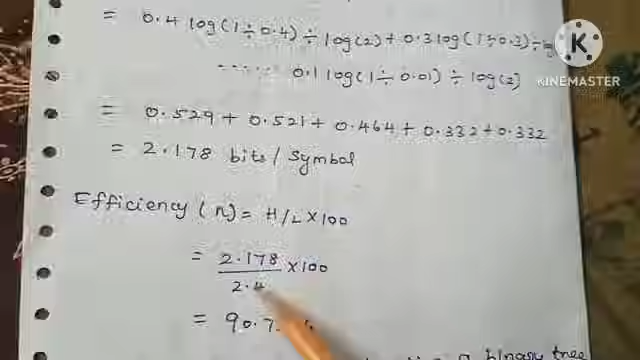 = 0.4 log(1÷0.4) ÷ log(2) + 0.3 log(1÷0.3) ÷
...... 0.1 log(1÷0.01) ÷ log(2)
= 0.529 + 0.521 + 0.464 + 0.332 + 0.332
= 2.178 bits/symbol
Efficiency (η) = H/L × 100
= 2.178 / 2.4 × 100
= 90.7
a binary tree
K
KINEMASTER